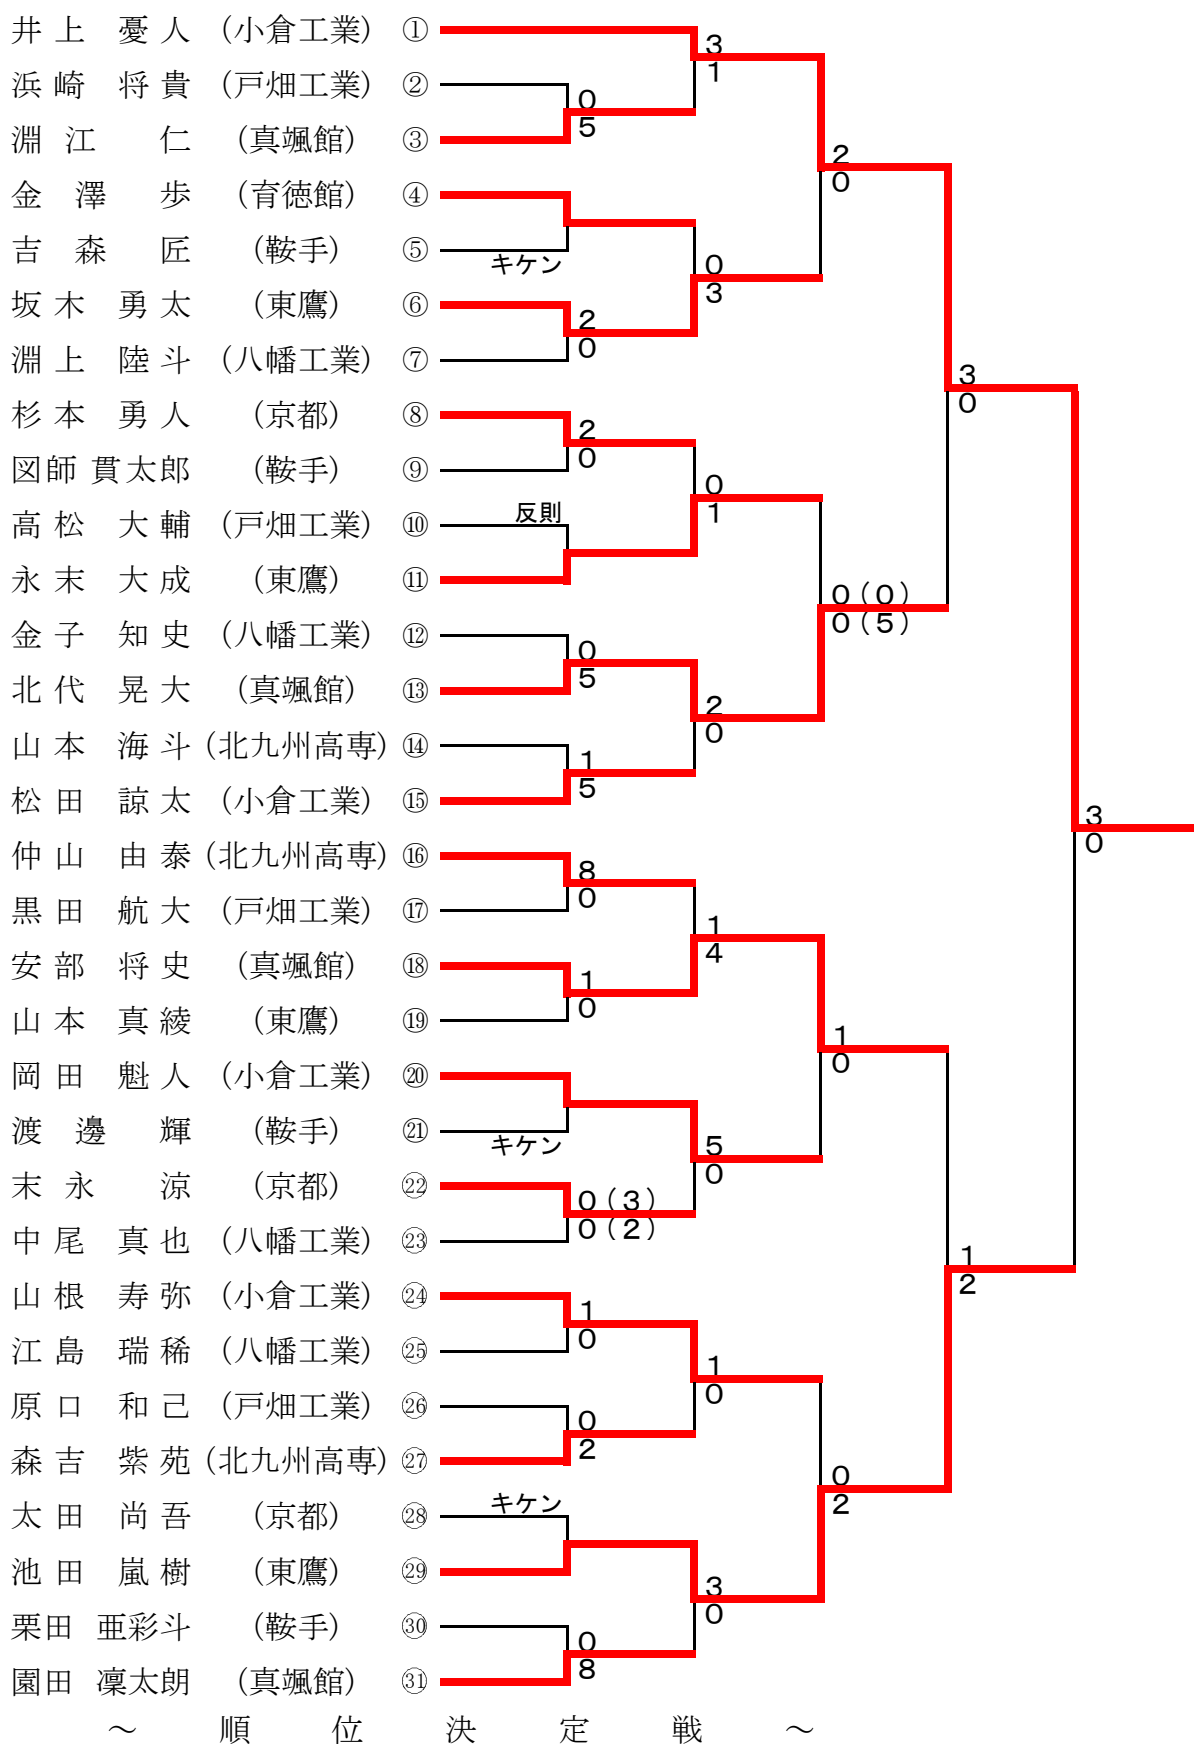 井上 憂人 (小倉工業) ①
3
1
浜崎 将貴 (戸畑工業) ②
0
5
淵江 仁 (真颯館) ③
2
0
金澤 歩 (育徳館) ④
吉森 匠 (鞍手) ⑤
キケン
0
3
坂木 勇太 (東鷹) ⑥
2
0
淵上 陸斗 (八幡工業) ⑦
3
0
杉本 勇人 (京都) ⑧
2
0
図師 貫太郎 (鞍手) ⑨
0
1
高松 大輔 (戸畑工業) ⑩
反則
永末 大成 (東鷹) ⑪
0(0)
0(5)
金子 知史 (八幡工業) ⑫
0
5
北代 晃大 (真颯館) ⑬
2
0
山本 海斗 (北九州高専) ⑭
1
5
松田 諒太 (小倉工業) ⑮
3
0
仲山 由泰 (北九州高専) ⑯
8
0
黒田 航大 (戸畑工業) ⑰
1
4
安部 将史 (真颯館) ⑱
1
0
山本 真綾 (東鷹) ⑲
1
0
岡田 魁人 (小倉工業) ⑳
渡邊 輝 (鞍手) ㉑
キケン
5
0
末永 涼 (京都) ㉒
0(3)
0(2)
中尾 真也 (八幡工業) ㉓
1
2
山根 寿弥 (小倉工業) ㉔
1
0
江島 瑞稀 (八幡工業) ㉕
1
0
原口 和己 (戸畑工業) ㉖
0
2
森吉 紫苑 (北九州高専) ㉗
0
2
太田 尚吾 (京都) ㉘
キケン
池田 嵐樹 (東鷹) ㉙
3
0
栗田 亜彩斗 (鞍手) ㉚
0
8
園田 凜太朗 (真颯館) ㉛
～ 順 位 決 定 戦 ～